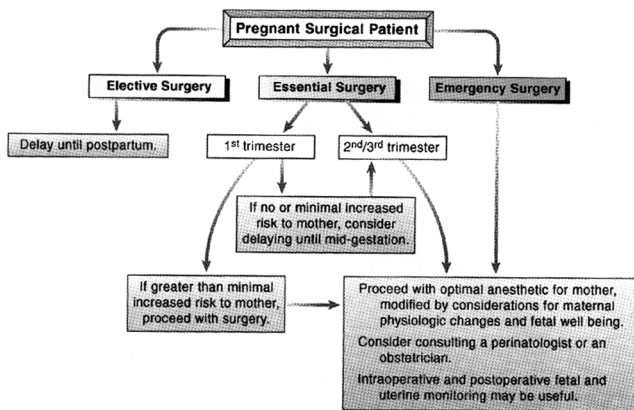 Pregnant Surgical Patient
Elective Surgery
Essential Surgery
Emergency Surgery
Delay until postpartum.
1st trimester
2nd/3rd trimester
If no or minimal increased
risk to mother, consider
delaying until mid-gestation.
If greater than minimal
increased risk to mother,
proceed with surgery.
Proceed with optimal anesthetic for mother,
modified by considerations for maternal
physiologic changes and fetal well being.
Consider consulting a perinatologist or an
obstetrician.
Intraoperative and postoperative fetal and
uterine monitoring may be useful.